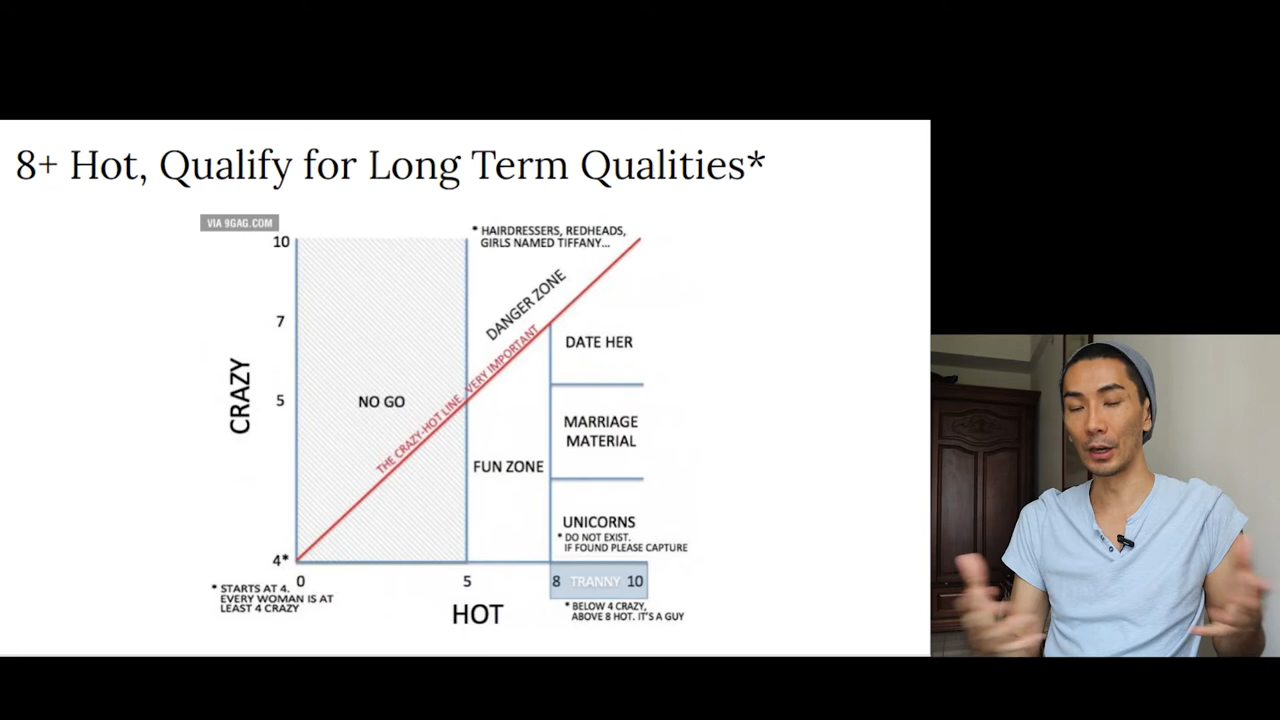 8+ Hot, Qualify for Long Term Qualities*
VIA 9GAG.COM
* HAIRDRESSERS, REDHEADS,
GIRLS NAMED TIFFANY...
10
7
5
4*
CRAZY
NO GO
THE CRAZY-HOT LINE. VERY IMPORTANT
DANGER ZONE
FUN ZONE
DATE HER
MARRIAGE
MATERIAL
UNICORNS
* DO NOT EXIST.
IF FOUND PLEASE CAPTURE
0
5
8
TRANNY
10
* STARTS AT 4.
EVERY WOMAN IS AT
LEAST 4 CRAZY
HOT
* BELOW 4 CRAZY,
ABOVE 8 HOT. IT'S A GUY